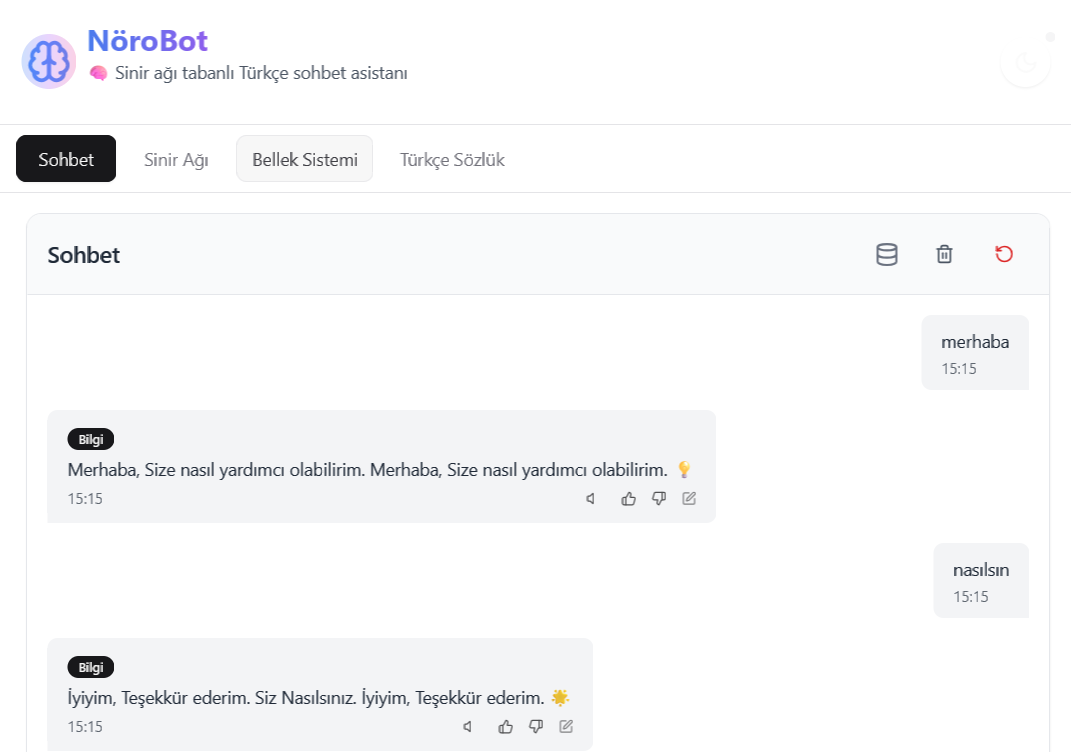 NöroBot
🧠 Sinir ağı tabanlı Türkçe sohbet asistanı
Sohbet Sinir Ağı Bellek Sistemi Türkçe Sözlük
Sohbet
merhaba
15:15
Bilgi
Merhaba, Size nasıl yardımcı olabilirim. Merhaba, Size nasıl yardımcı olabilirim. 💡
15:15
nasılsın
15:15
Bilgi
İyiyim, Teşekkür ederim. Siz Nasılsınız. İyiyim, Teşekkür ederim. 🌟
15:15